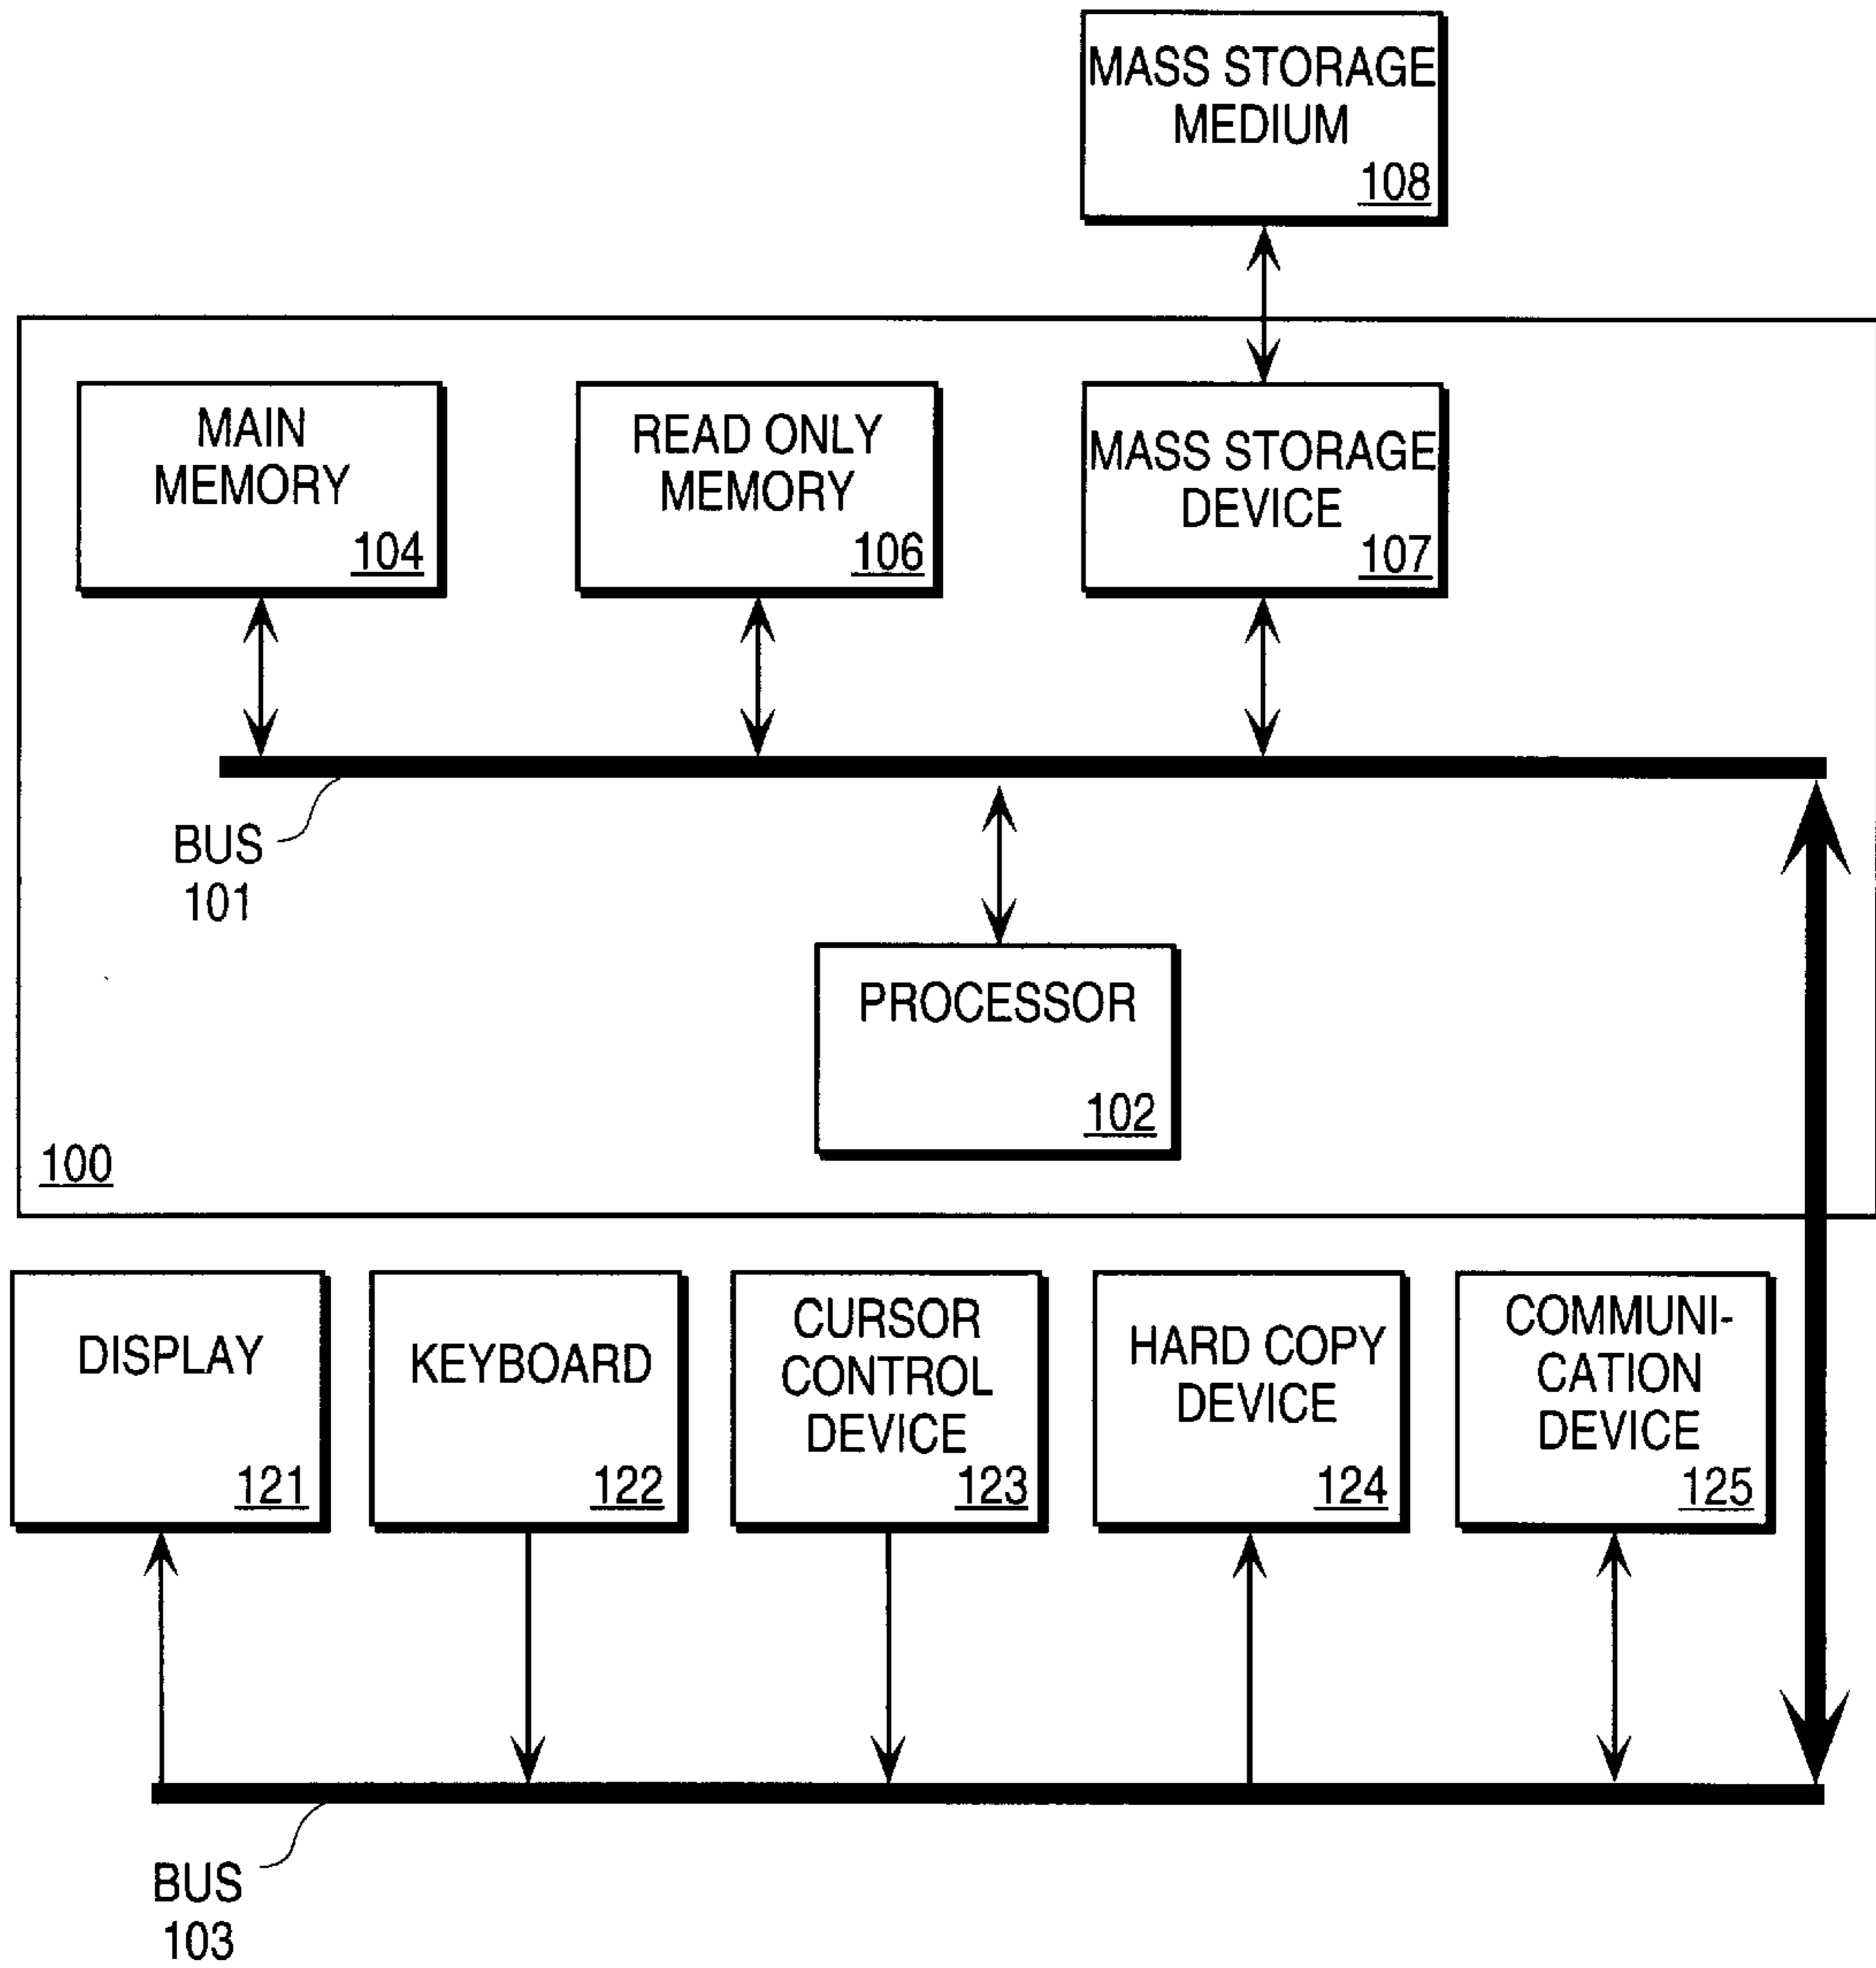 MASS STORAGE
MEDIUM
108
MAIN
MEMORY
104
READ ONLY
MEMORY
106
MASS STORAGE
DEVICE
107
BUS
101
PROCESSOR
102
100
DISPLAY
121
KEYBOARD
122
CURSOR
CONTROL
DEVICE
123
HARD COPY
DEVICE
124
COMMUNI-
CATION
DEVICE
125
BUS
103